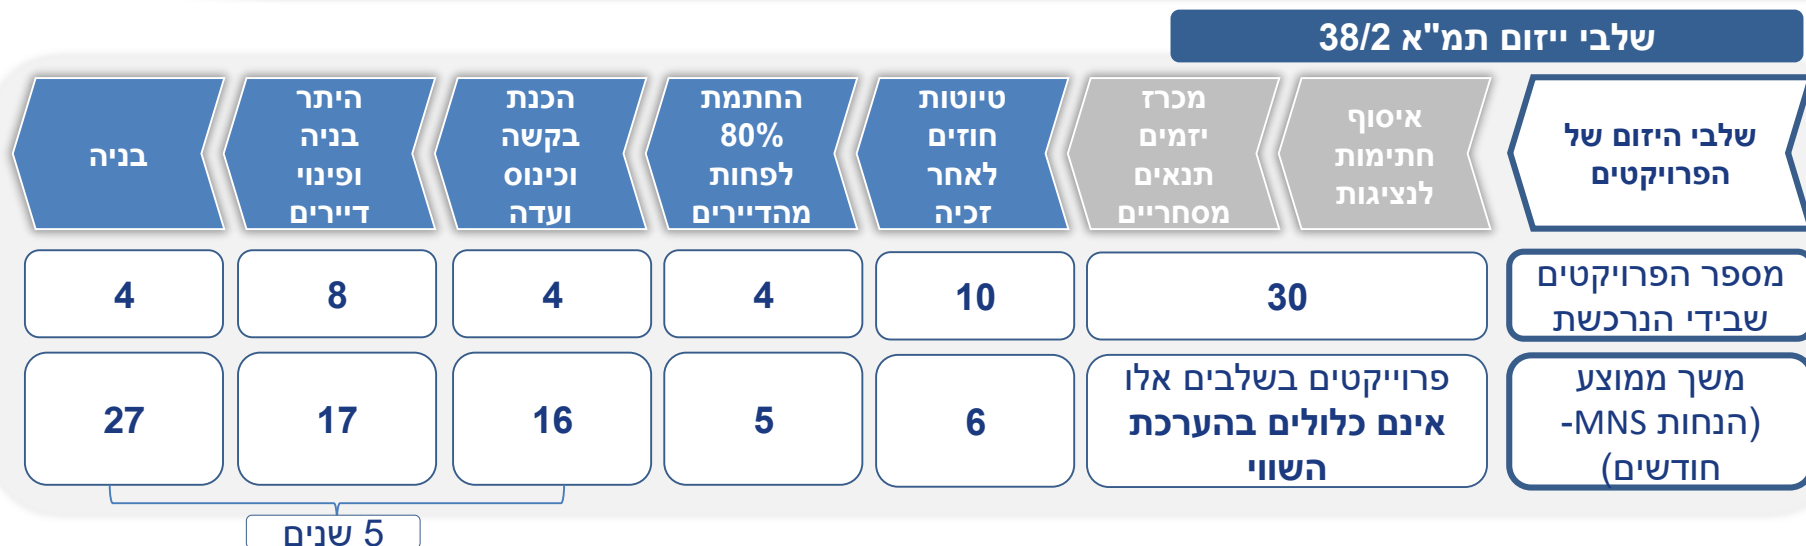 שלבי ייזום תמ"א 38/2
שלבי היזום של
הפרויקטים
איסוף
חתימות
לנציגות
מכרז
יזמים
תנאים
מסחריים
טיוטות
חוזים
לאחר
זכיה
החתמת
80%
לפחות
מהדיירים
הכנת
בקשה
וכינוס
ועדה
היתר
בניה
ופינוי
דיירים
בניה
מספר הפרויקטים
שבידי הנרכשת
30
10
4
4
8
4
משך ממוצע
(הנחות MNS-
חודשים)
פרוייקטים בשלבים אלו
אינם כלולים בהערכת
השווי
6
5
16
17
27
5 שנים